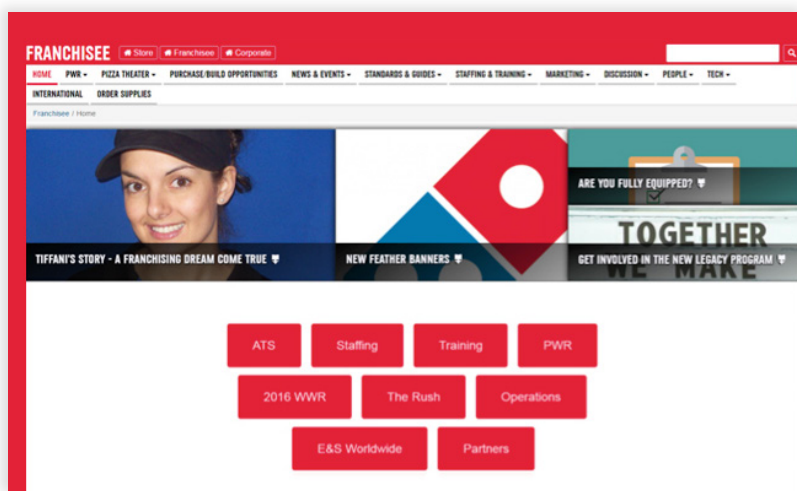 FRANCHISEE Store Franchisee Corporate
HOME PWR PIZZA THEATER PURCHASE/BUILD OPPORTUNITIES NEWS & EVENTS STANDARDS & GUIDES STAFFING & TRAINING MARKETING DISCUSSION PEOPLE TECH
INTERNATIONAL ORDER SUPPLIES
Franchisee / Home
ARE YOU FULLY EQUIPPED?
TOGETHER
WE MAKE
TIFFANI'S STORY - A FRANCHISING DREAM COME TRUE NEW FEATHER BANNERS GET INVOLVED IN THE NEW LEGACY PROGRAM
ATS Staffing Training PWR
2016 WWR The Rush Operations
E&S Worldwide Partners